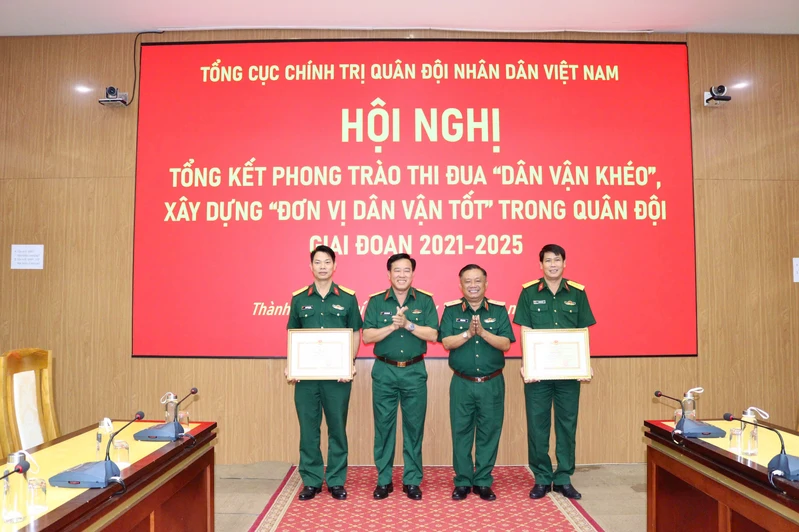 TỔNG CỤC CHÍNH TRỊ QUÂN ĐỘI NHÂN DÂN VIỆT NAM
HỘI NGHỊ
TỔNG KẾT PHONG TRÀO THI ĐUA “DÂN VẬN KHÉO”,
XÂY DỰNG “ĐƠN VỊ DÂN VẬN TỐT” TRONG QUÂN ĐỘI
GIAI ĐOẠN 2021-2025
Thành